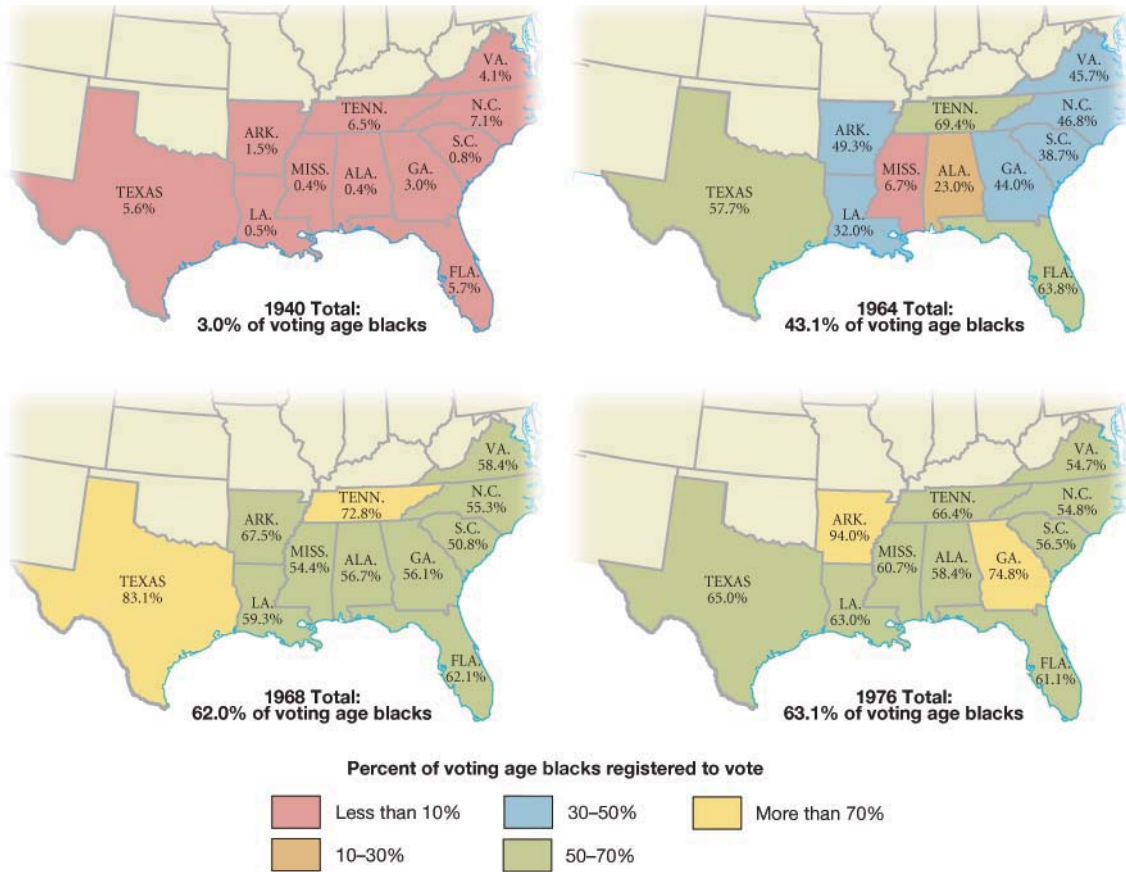 VA.
4.1%
N.C.
7.1%
TENN.
6.5%
S.C.
0.8%
ARK.
1.5%
MISS.
0.4%
ALA.
0.4%
GA.
3.0%
TEXAS
5.6%
LA.
0.5%
FLA.
5.7%
1940 Total:
3.0% of voting age blacks
VA.
45.7%
N.C.
46.8%
TENN.
69.4%
S.C.
38.7%
ARK.
49.3%
MISS.
6.7%
ALA.
23.0%
GA.
44.0%
TEXAS
57.7%
LA.
32.0%
FLA.
63.8%
1964 Total:
43.1% of voting age blacks
VA.
58.4%
N.C.
55.3%
TENN.
72.8%
S.C.
50.8%
ARK.
67.5%
MISS.
54.4%
ALA.
56.7%
GA.
56.1%
TEXAS
83.1%
LA.
59.3%
FLA.
62.1%
1968 Total:
62.0% of voting age blacks
VA.
54.7%
N.C.
54.8%
TENN.
66.4%
S.C.
56.5%
ARK.
94.0%
MISS.
60.7%
ALA.
58.4%
GA.
74.8%
TEXAS
65.0%
LA.
63.0%
FLA.
61.1%
1976 Total:
63.1% of voting age blacks
Percent of voting age blacks registered to vote
Less than 10%
30–50%
More than 70%
10–30%
50–70%